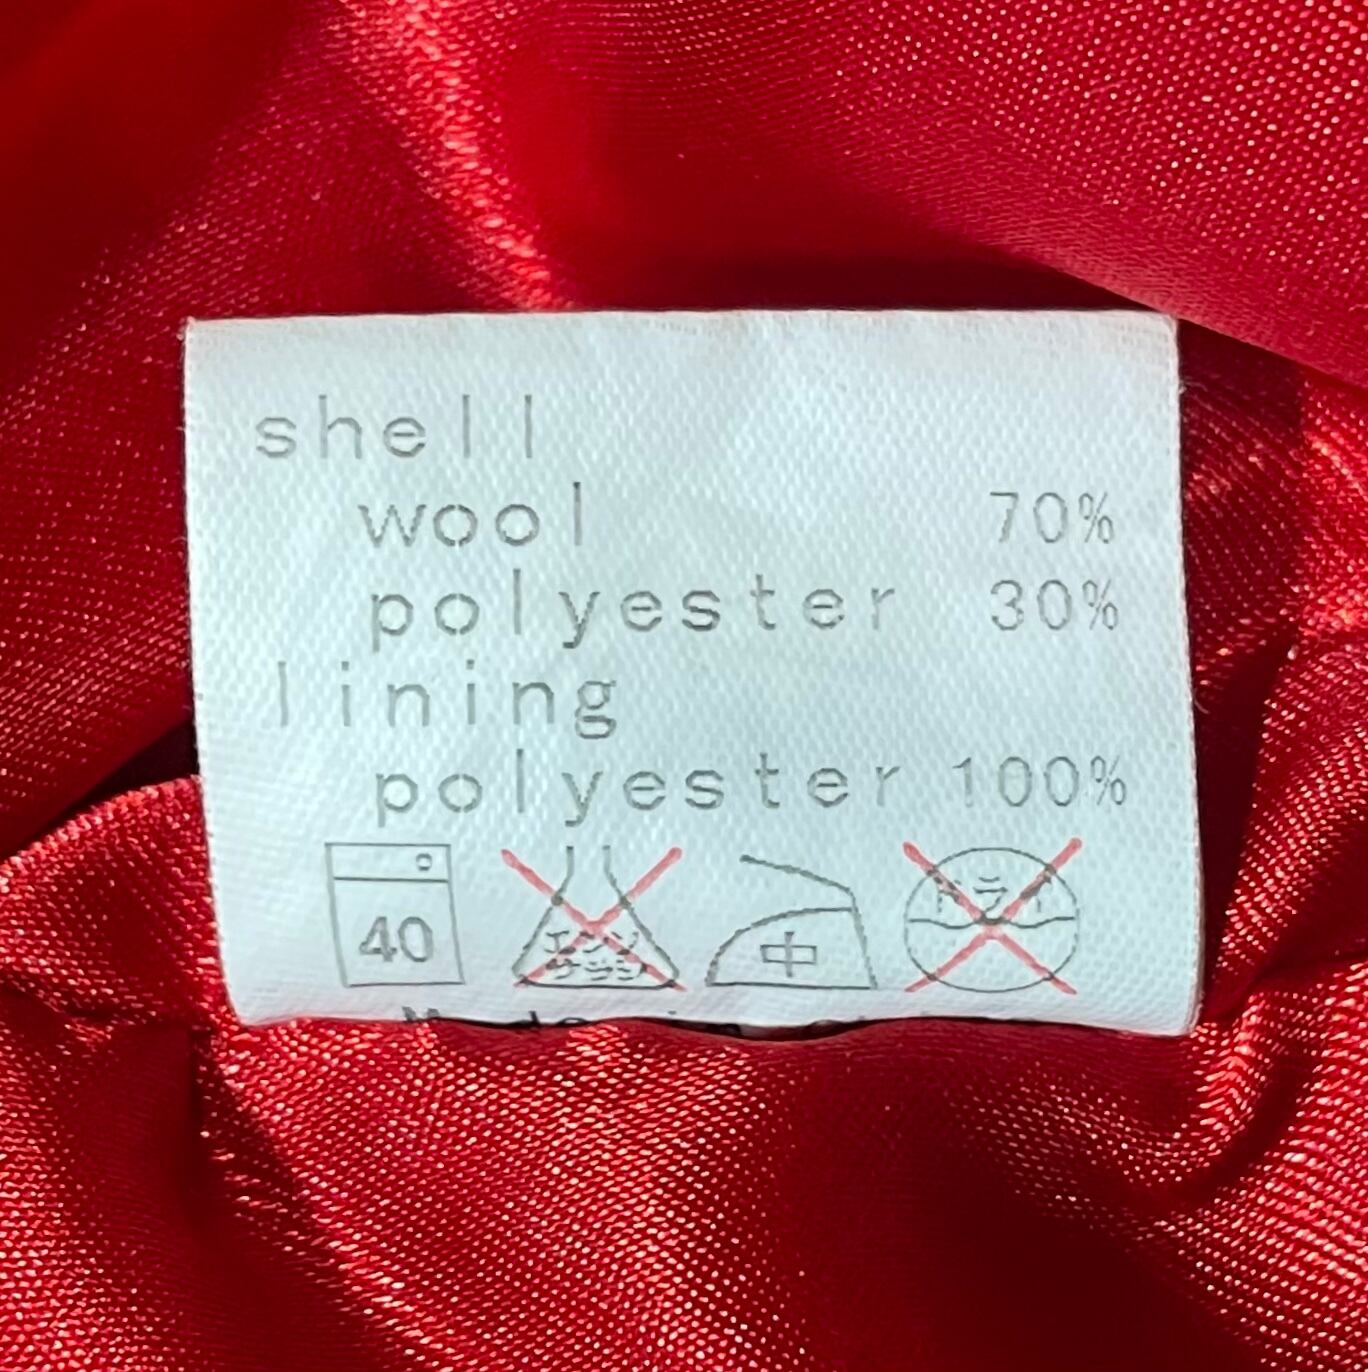 shell
wool 70%
polyester 30%
lining
polyester 100%
40
エンソ
サラシ
中
ドライ